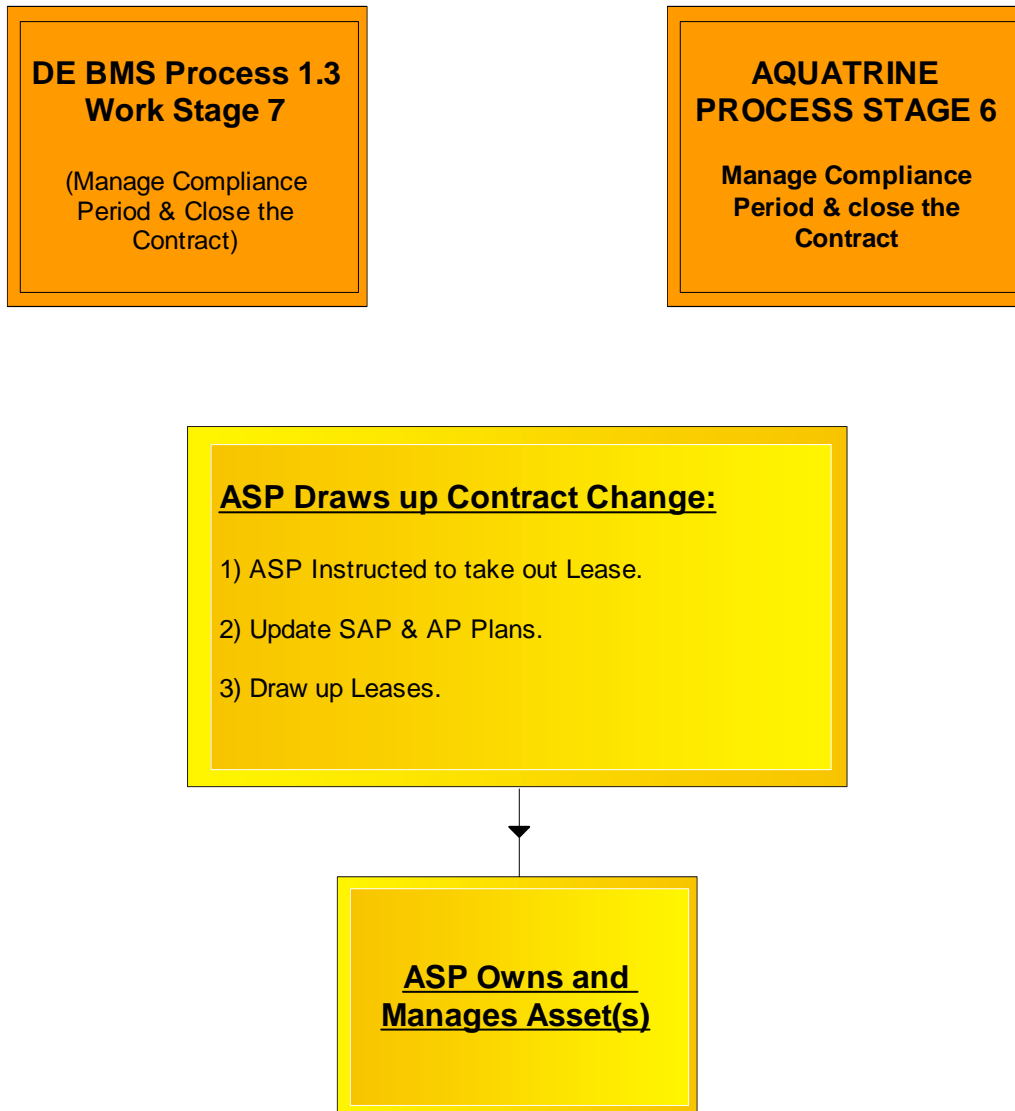 DE BMS Process 1.3
Work Stage 7
(Manage Compliance
Period & Close the
Contract)
AQUATRINE
PROCESS STAGE 6
Manage Compliance
Period & close the
Contract
ASP Draws up Contract Change:
1) ASP Instructed to take out Lease.
2) Update SAP & AP Plans.
3) Draw up Leases.
ASP Owns and
Manages Asset(s)